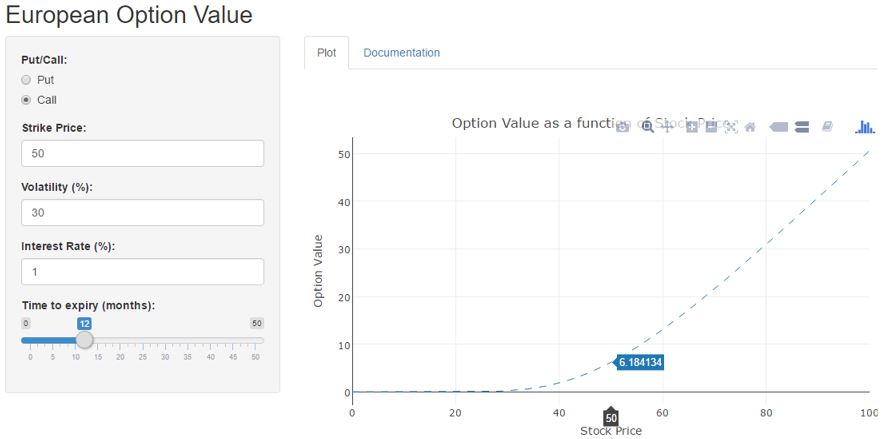 European Option Value
Put/Call:
Put
Call
Strike Price:
50
Volatility (%):
30
Interest Rate (%):
1
Time to expiry (months):
0 12 50
0 5 10 15 20 25 30 35 40 45 50
Plot Documentation
Option Value as a function of Stock Price
50
40
30
20
10
0
Option Value
6.184134
0 20 40 60 80 100
50
Stock Price